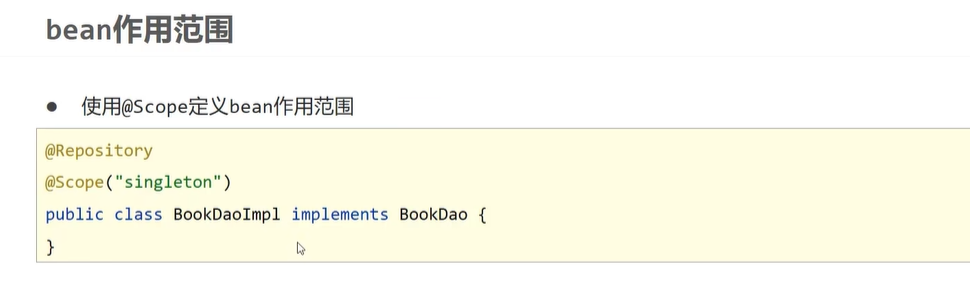 bean作用范围
● 使用@Scope定义bean作用范围
@Repository
@Scope("singleton")
public class BookDaoImpl implements BookDao {
}